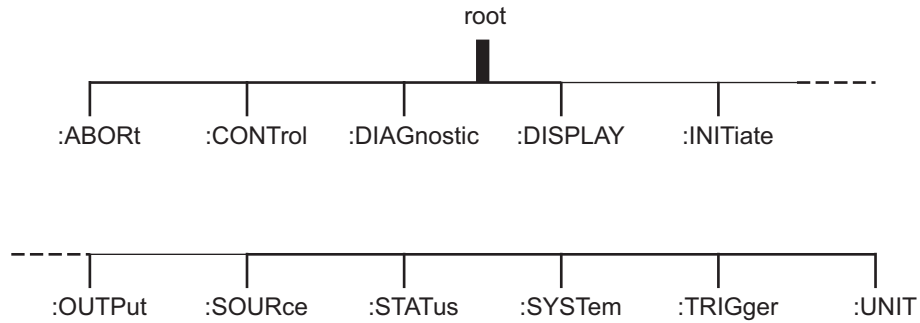 root
:ABORt :CONTrol :DIAGnostic :DISPLAY :INITiate
:OUTPut :SOURce :STATus :SYSTem :TRIGger :UNIT